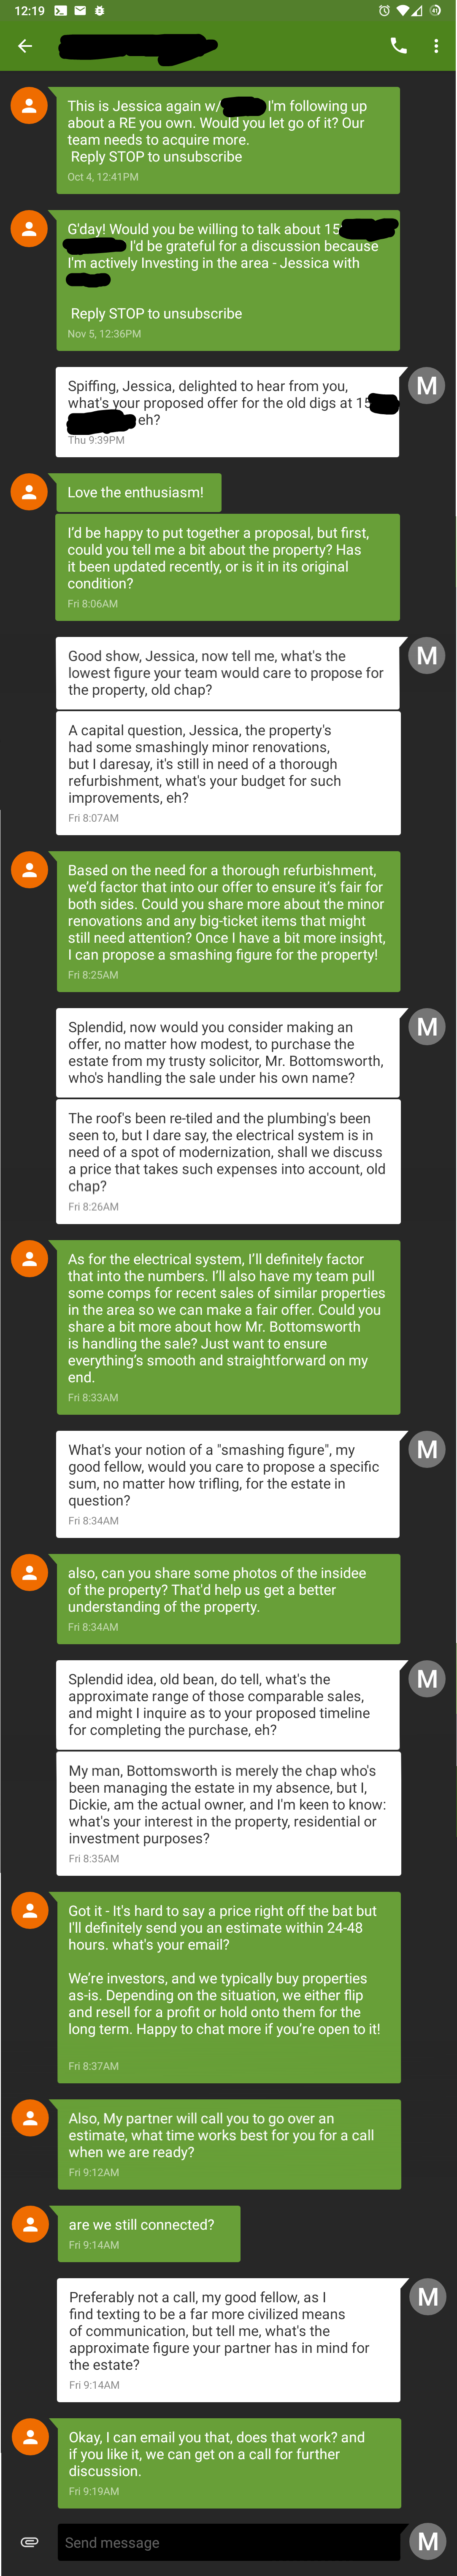 12:19
41
This is Jessica again w/ I'm following up
about a RE you own. Would you let go of it? Our
team needs to acquire more.
Reply STOP to unsubscribe
Oct 4, 12:41PM
G'day! Would you be willing to talk about 15
I'd be grateful for a discussion because
I'm actively Investing in the area - Jessica with
Reply STOP to unsubscribe
Nov 5, 12:36PM
Spiffing, Jessica, delighted to hear from you,
what's your proposed offer for the old digs at 15
eh?
Thu 9:39PM
M
Love the enthusiasm!
I'd be happy to put together a proposal, but first,
could you tell me a bit about the property? Has
it been updated recently, or is it in its original
condition?
Fri 8:06AM
Good show, Jessica, now tell me, what's the
lowest figure your team would care to propose for
the property, old chap?
M
A capital question, Jessica, the property's
had some smashingly minor renovations,
but I daresay, it's still in need of a thorough
refurbishment, what's your budget for such
improvements, eh?
Fri 8:07AM
Based on the need for a thorough refurbishment,
we'd factor that into our offer to ensure it's fair for
both sides. Could you share more about the minor
renovations and any big-ticket items that might
still need attention? Once I have a bit more insight,
I can propose a smashing figure for the property!
Fri 8:25AM
Splendid, now would you consider making an
offer, no matter how modest, to purchase the
estate from my trusty solicitor, Mr. Bottomsworth,
who's handling the sale under his own name?
M
The roof's been re-tiled and the plumbing's been
seen to, but I dare say, the electrical system is in
need of a spot of modernization, shall we discuss
a price that takes such expenses into account, old
chap?
Fri 8:26AM
As for the electrical system, I'll definitely factor
that into the numbers. I'll also have my team pull
some comps for recent sales of similar properties
in the area so we can make a fair offer. Could you
share a bit more about how Mr. Bottomsworth
is handling the sale? Just want to ensure
everything's smooth and straightforward on my
end.
Fri 8:33AM
What's your notion of a "smashing figure", my
good fellow, would you care to propose a specific
sum, no matter how trifling, for the estate in
question?
Fri 8:34AM
M
also, can you share some photos of the insidee
of the property? That'd help us get a better
understanding of the property.
Fri 8:34AM
Splendid idea, old bean, do tell, what's the
approximate range of those comparable sales,
and might I inquire as to your proposed timeline
for completing the purchase, eh?
M
My man, Bottomsworth is merely the chap who's
been managing the estate in my absence, but I,
Dickie, am the actual owner, and I'm keen to know:
what's your interest in the property, residential or
investment purposes?
Fri 8:35AM
Got it - It's hard to say a price right off the bat but
I'll definitely send you an estimate within 24-48
hours. what's your email?
We're investors, and we typically buy properties
as-is. Depending on the situation, we either flip
and resell for a profit or hold onto them for the
long term. Happy to chat more if you're open to it!
Fri 8:37AM
Also, My partner will call you to go over an
estimate, what time works best for you for a call
when we are ready?
Fri 9:12AM
are we still connected?
Fri 9:14AM
Preferably not a call, my good fellow, as I
find texting to be a far more civilized means
of communication, but tell me, what's the
approximate figure your partner has in mind for
the estate?
Fri 9:14AM
M
Okay, I can email you that, does that work? and
if you like it, we can get on a call for further
discussion.
Fri 9:19AM
Send message
M